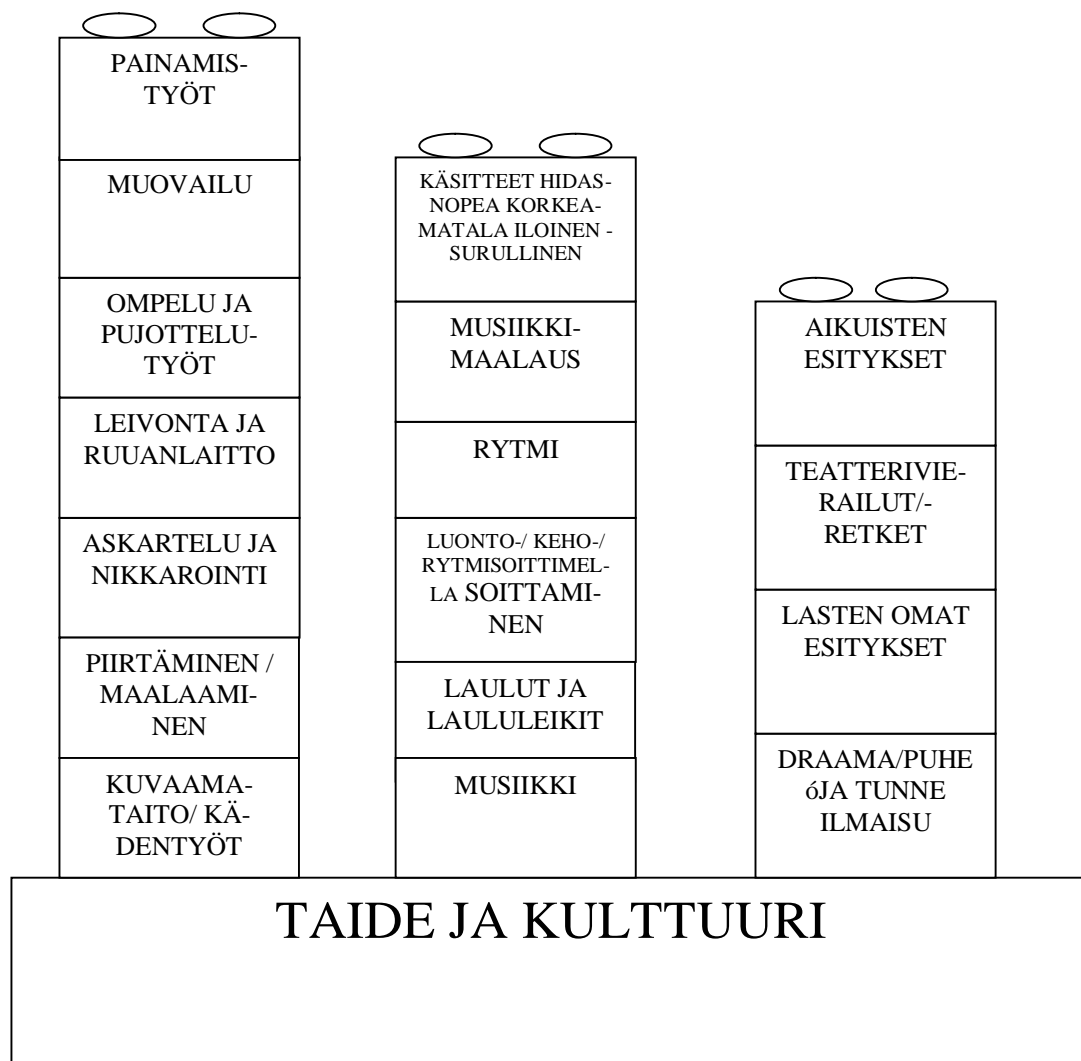 PAINAMIS-
TYÖT
MUOVAILU
OMPELU JA
PUJOTTELU-
TYÖT
LEIVONTA JA
RUUANLAITTO
ASKARTELU JA
NIKKAROINTI
PIIRTÄMINEN /
MAALAAMI-
NEN
KUVAAMA-
TAITO/ KÄ-
DENTYÖT
KÄSITTEET HIDAS-
NOPEA KORKEA-
MATALA ILOINEN -
SURULLINEN
MUSIIKKI-
MAALAUS
RYTMI
LUONTO-/ KEHO-/
RYTMISOITTIMEL-
LA SOITTAMI-
NEN
LAULUT JA
LAULULEIKIT
MUSIIKKI
AIKUISTEN
ESITYKSET
TEATTERIVIE-
RAILUT/-
RETKET
LASTEN OMAT
ESITYKSET
DRAAMA/PUHE
óJA TUNNE
ILMAISU
TAIDE JA KULTTUURI